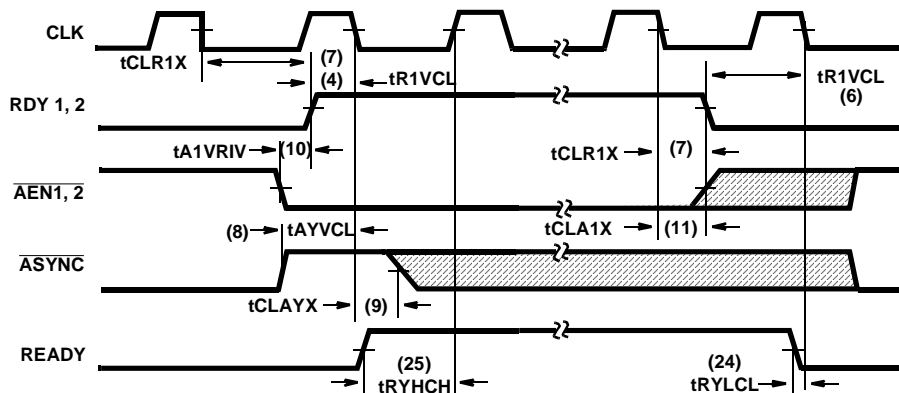 CLK
tCLR1X
(7)
(4)
tR1VCL
tR1VCL
(6)
RDY 1, 2
tA1VRIV
(10)
tCLR1X
(7)
AEN1, 2
(8)
tAYVCL
tCLA1X
(11)
ASYNC
tCLAYX
(9)
READY
(25)
tRYHCH
(24)
tRYLCL